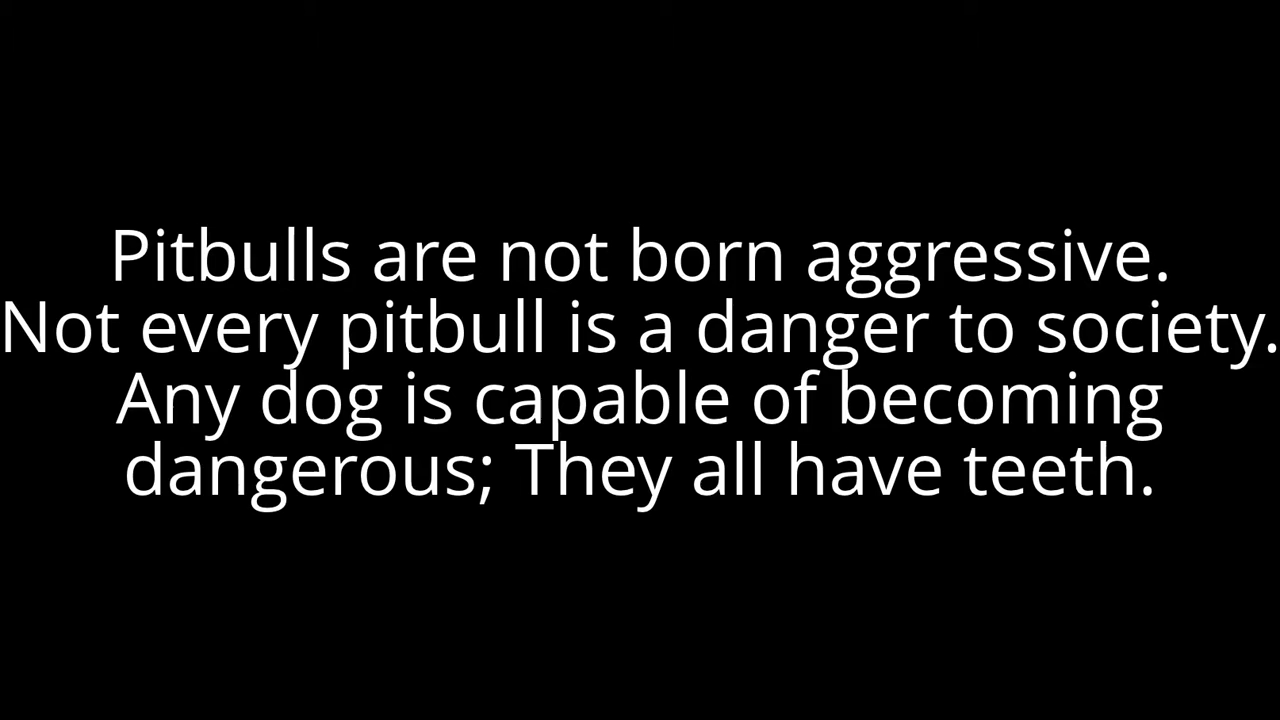 Pitbulls are not born aggressive.
Not every pitbull is a danger to society.
Any dog is capable of becoming
dangerous; They all have teeth.